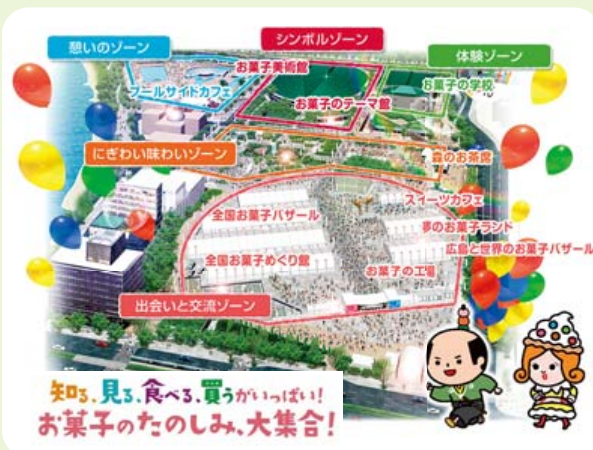 憩いのゾーン
シンボルゾーン
体験ゾーン
お菓子美術館
プールサイドカフェ
お菓子の学校
お菓子のテーマ館
にぎわい味わいゾーン
森のお茶席
スイーツカフェ
全国お菓子バザール
夢のお菓子ランド
広島と世界のお菓子バザール
全国お菓子めぐり館
お菓子の工場
出会いと交流ゾーン
知る、見る、食べる、買うがいっぱい!
お菓子のたのしみ、大集合!